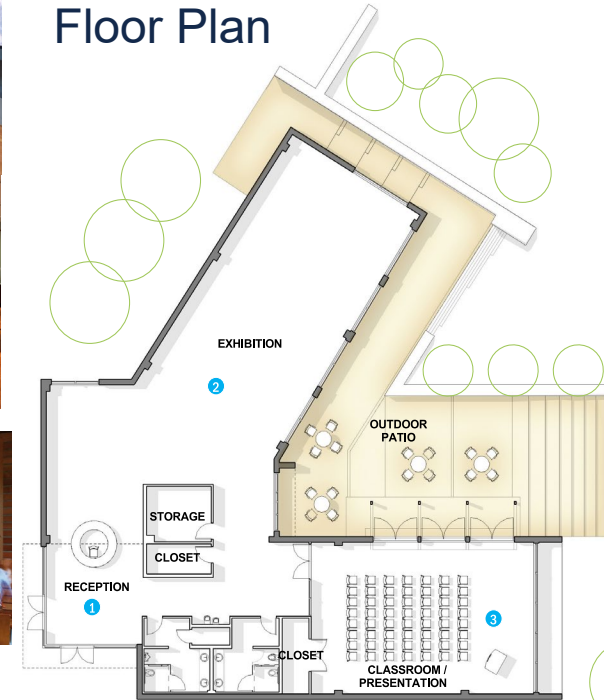 Floor Plan
EXHIBITION
2
OUTDOOR
PATIO
STORAGE
CLOSET
RECEPTION
1
3
CLOSET
CLASSROOM /
PRESENTATION